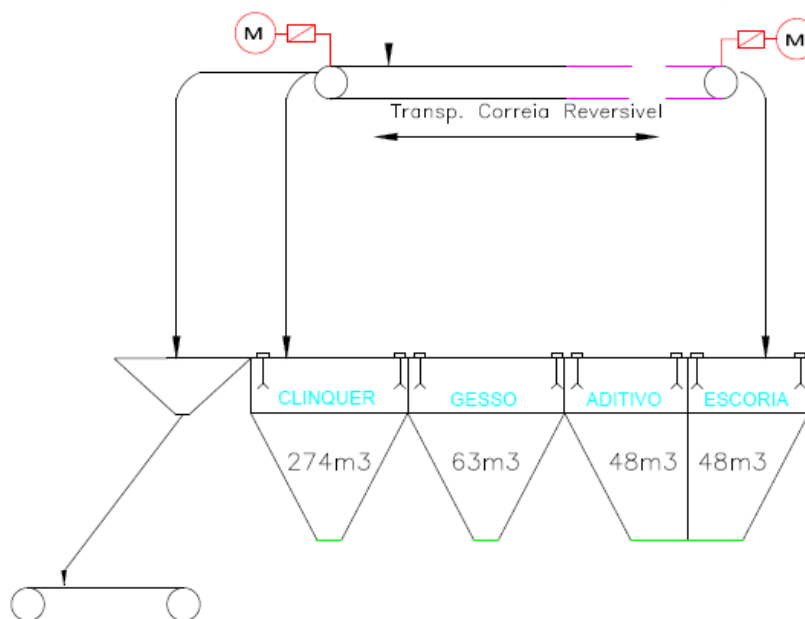 M
M
Transp. Correia Reversivel
CLINQUER
GESSO
ADITIVO
ESCORIA
274m3
63m3
48m3
48m3